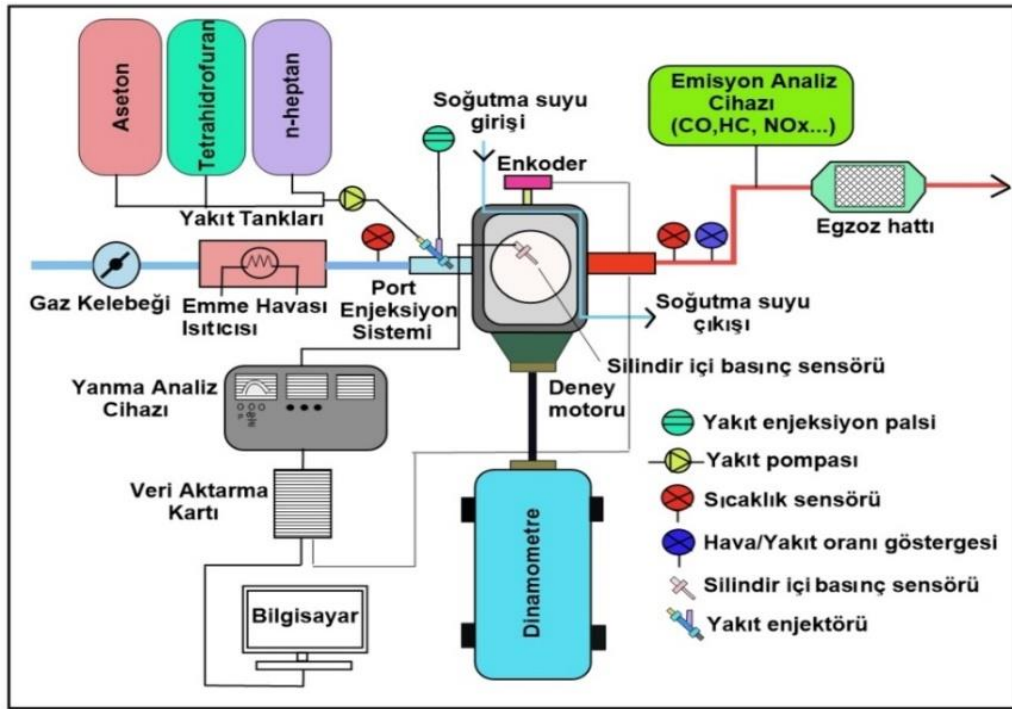 Aseton
Tetrahidrofuran
n-heptan
Yakıt Tankları
Soğutma suyu
girişi
Enkoder
Emisyon Analiz
Cihazı
(CO,HC, NOx...)
Egzoz hattı
Gaz Kelebeği
Emme Havası
Isıtıcısı
Port
Enjeksiyon
Sistemi
Soğutma suyu
çıkışı
Silindir içi basınç sensörü
Deney
motoru
Yanma Analiz
Cihazı
Veri Aktarma
Kartı
Bilgisayar
Dinamometre
Yakıt enjeksiyon palsi
Yakıt pompası
Sıcaklık sensörü
Hava/Yakıt oranı göstergesi
Silindir içi basınç sensörü
Yakıt enjektörü